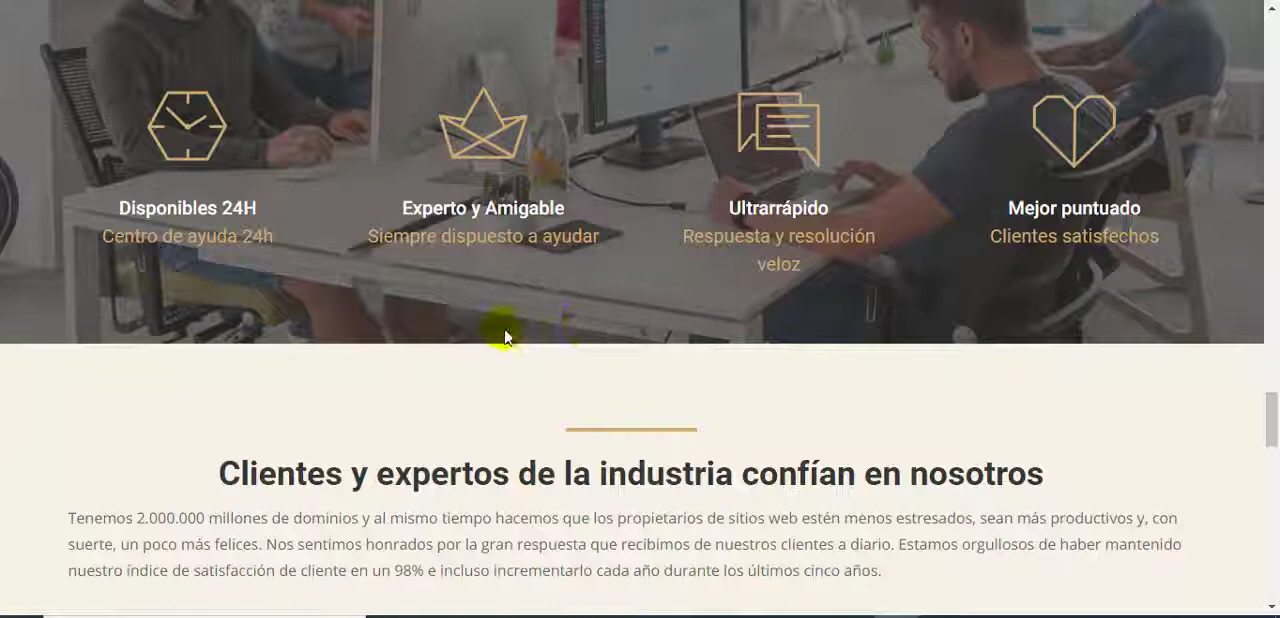 Disponibles 24H
Centro de ayuda 24h
Experto y Amigable
Siempre dispuesto a ayudar
Ultrarrápido
Respuesta y resolución
veloz
Mejor puntuado
Clientes satisfechos
Clientes y expertos de la industria confían en nosotros
Tenemos 2.000.000 millones de dominios y al mismo tiempo hacemos que los propietarios de sitios web estén menos estresados, sean más productivos y, con
suerte, un poco más felices. Nos sentimos honrados por la gran respuesta que recibimos de nuestros clientes a diario. Estamos orgullosos de haber mantenido
nuestro índice de satisfacción de cliente en un 98% e incluso incrementarlo cada año durante los últimos cinco años.